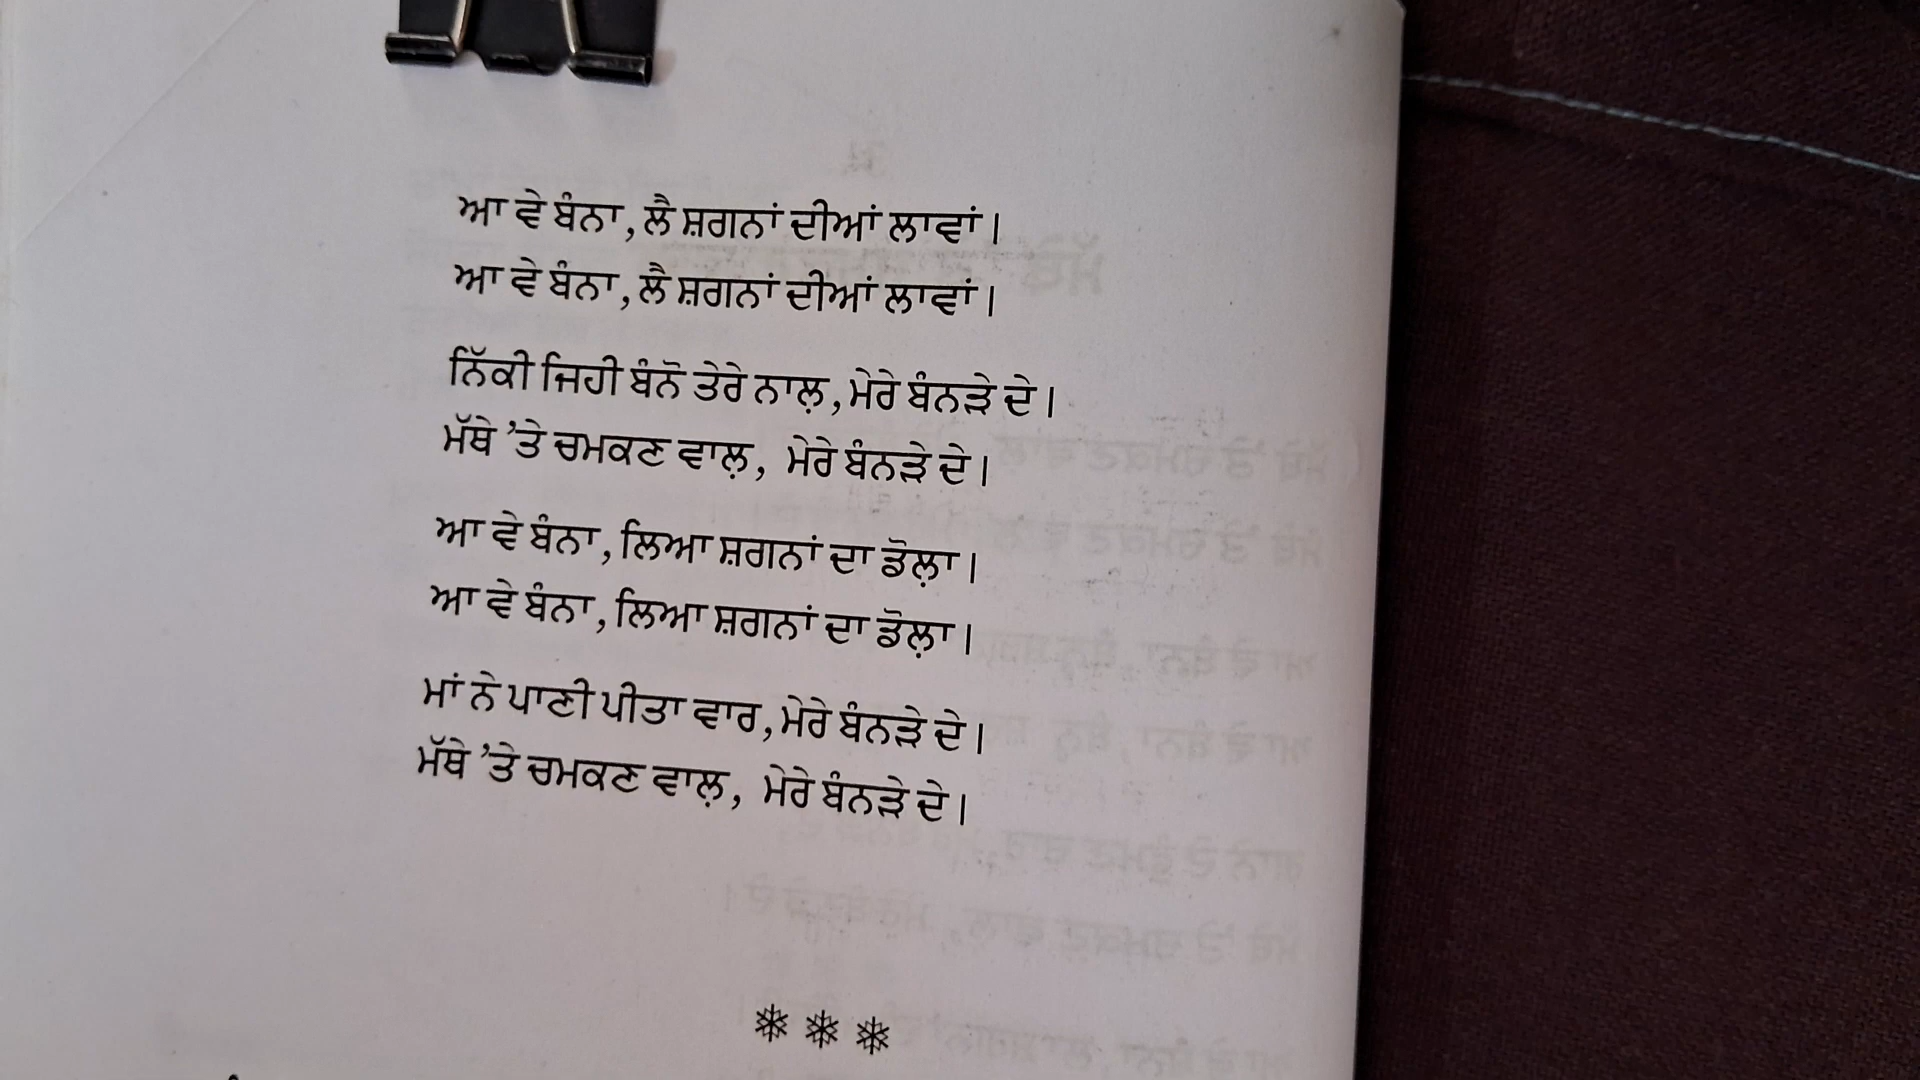 ਆ ਵੇ ਬੰਨਾ, ਲੈ ਸ਼ਗਨਾਂ ਦੀਆਂ ਲਾਵਾਂ।
ਆ ਵੇ ਬੰਨਾ, ਲੈ ਸ਼ਗਨਾਂ ਦੀਆਂ ਲਾਵਾਂ।
ਨਿੱਕੀ ਜਿਹੀ ਬੰਨੋ ਤੇਰੇ ਨਾਲ਼, ਮੇਰੇ ਬੰਨੜੇ ਦੇ।
ਮੱਥੇ ’ਤੇ ਚਮਕਣ ਵਾਲ਼, ਮੇਰੇ ਬੰਨੜੇ ਦੇ।
ਆ ਵੇ ਬੰਨਾ, ਲਿਆ ਸ਼ਗਨਾਂ ਦਾ ਡੋਲ਼ਾ।
ਆ ਵੇ ਬੰਨਾ, ਲਿਆ ਸ਼ਗਨਾਂ ਦਾ ਡੋਲ਼ਾ।
ਮਾਂ ਨੇ ਪਾਣੀ ਪੀਤਾ ਵਾਰ, ਮੇਰੇ ਬੰਨੜੇ ਦੇ।
ਮੱਥੇ ’ਤੇ ਚਮਕਣ ਵਾਲ਼, ਮੇਰੇ ਬੰਨੜੇ ਦੇ।